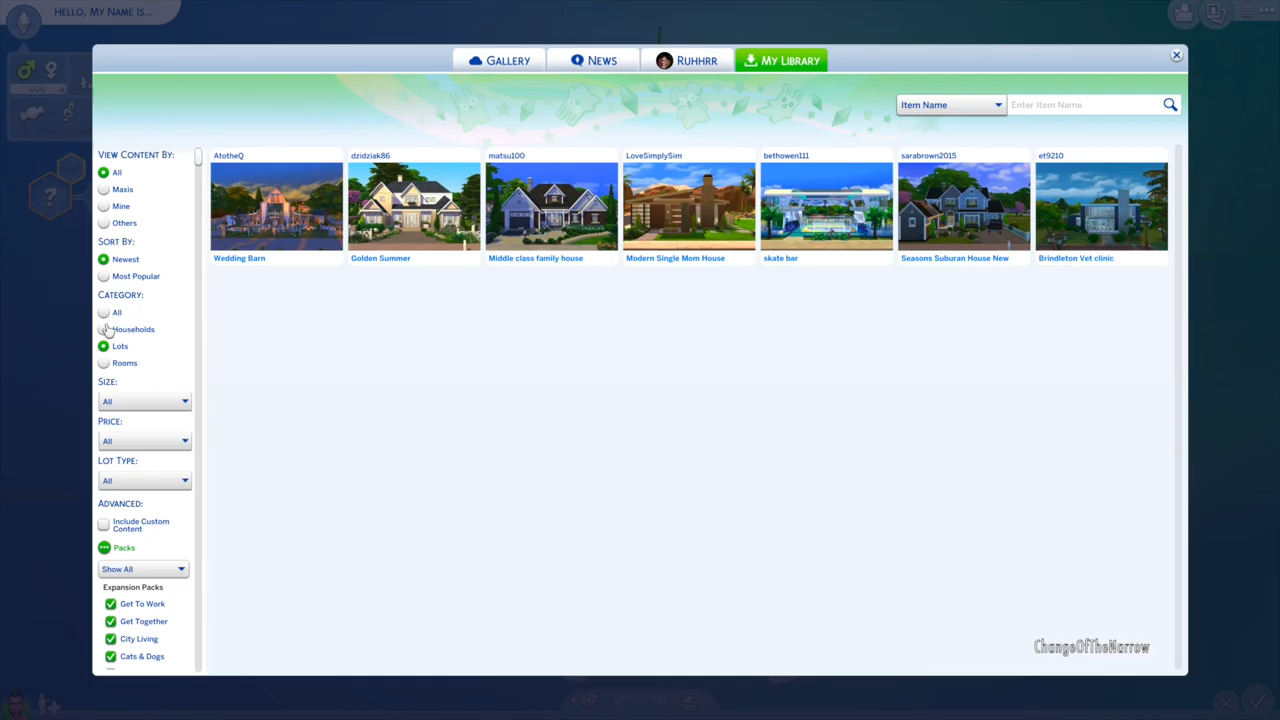 HELLO, MY NAME IS...
GALLERY
NEWS
RUHHRR
MY LIBRARY
Item Name
Enter Item Name
VIEW CONTENT BY:
All
Maxis
Mine
Others
SORT BY:
Newest
Most Popular
CATEGORY:
All
Households
Lots
Rooms
SIZE:
All
PRICE:
All
LOT TYPE:
All
ADVANCED:
Include Custom
Content
Packs
Show All
Expansion Packs
Get To Work
Get Together
City Living
Cats & Dogs
AtotheQ
Wedding Barn
dzidziak86
Golden Summer
matsu100
Middle class family house
LoveSimplySim
Modern Single Mom House
bethowen111
skate bar
sarabrown2015
Seasons Suburan House New
et9210
Brindleton Vet clinic
ChangeOfTheNarrow